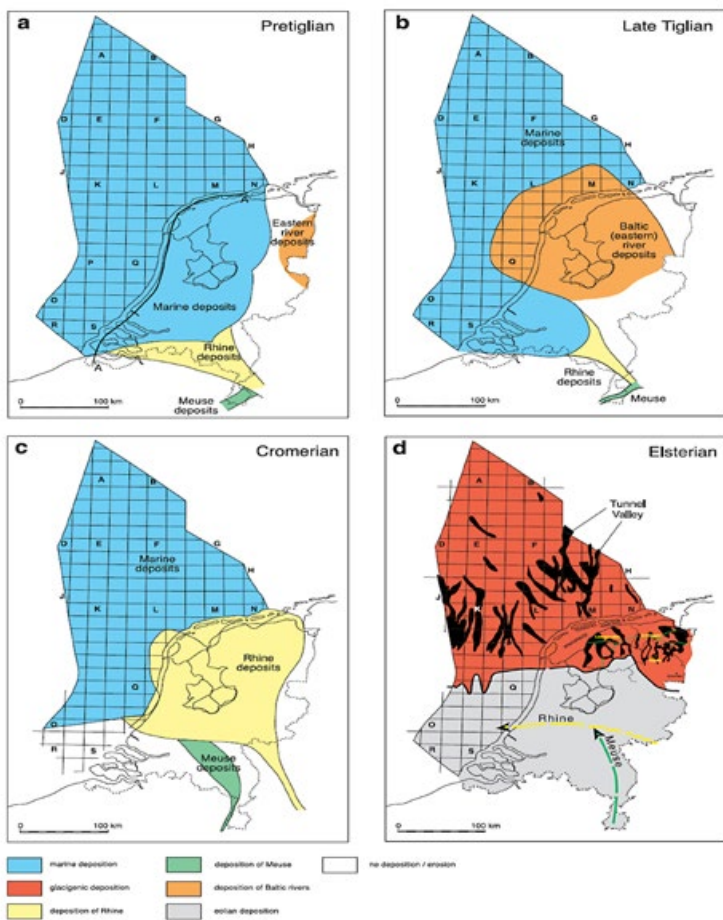 a
Pretiglian
A
B
D
E
F
G
H
J
K
L
M
N
A
Eastern
river
deposits
P
Q
Marine deposits
O
R
S
Rhine
deposits
A
Meuse
deposits
0
100 km
b
Late Tiglian
A
B
D
E
F
G
Marine
deposits
H
J
K
L
M
N
Baltic
(eastern)
river
deposits
P
Q
O
R
S
Rhine
deposits
Meuse
0
100 km
c
Cromerian
A
B
D
E
F
G
Marine
deposits
H
J
K
L
M
N
Rhine
deposits
Q
O
R
S
Meuse
deposits
0
100 km
d
Elsterian
Tunnel
Valley
A
B
D
E
F
G
H
J
K
L
M
N
Q
O
R
S
Rhine
Meuse
0
100 km
marine deposition
deposition of Meuse
no deposition / erosion
glacigenic deposition
deposition of Baltic rivers
deposition of Rhine
eolian deposition